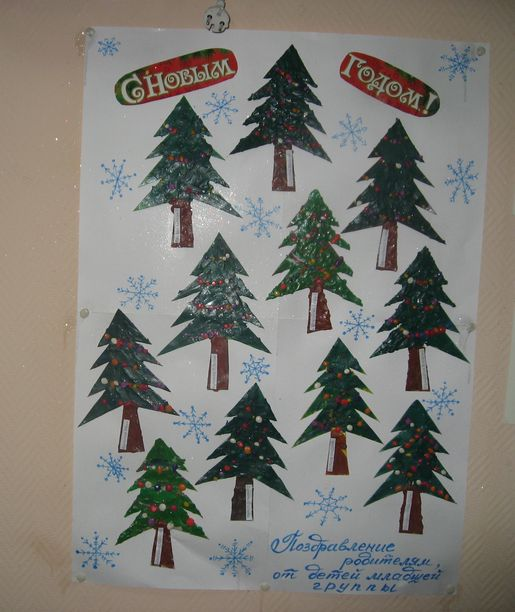 С Новым
Годом!
Поздравление
родителям,
от детей младшей
группы